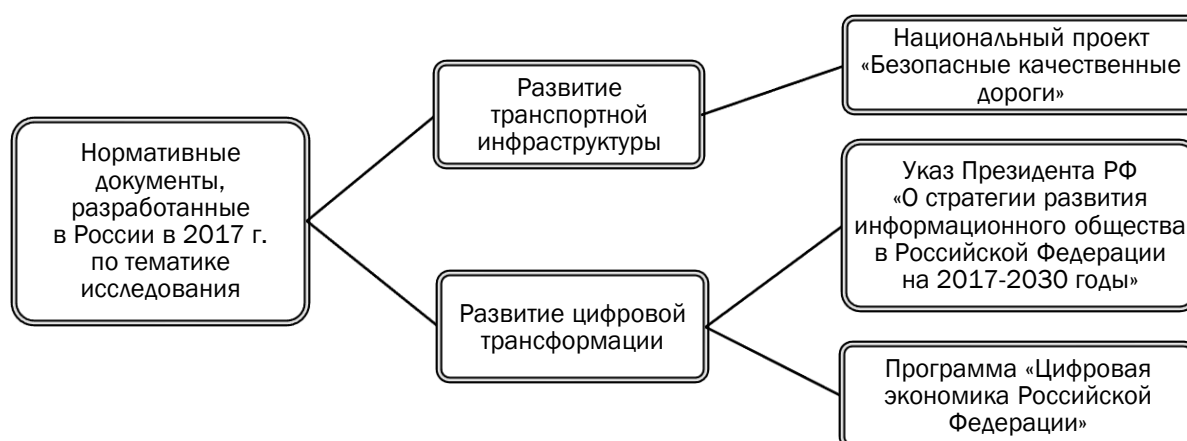 Нормативные
документы,
разработанные
в России в 2017 г.
по тематике
исследования
Развитие
транспортной
инфраструктуры
Национальный проект
«Безопасные качественные
дороги»
Развитие цифровой
трансформации
Указ Президента РФ
«О стратегии развития
информационного общества
в Российской Федерации
на 2017-2030 годы»
Программа «Цифровая
экономика Российской
Федерации»